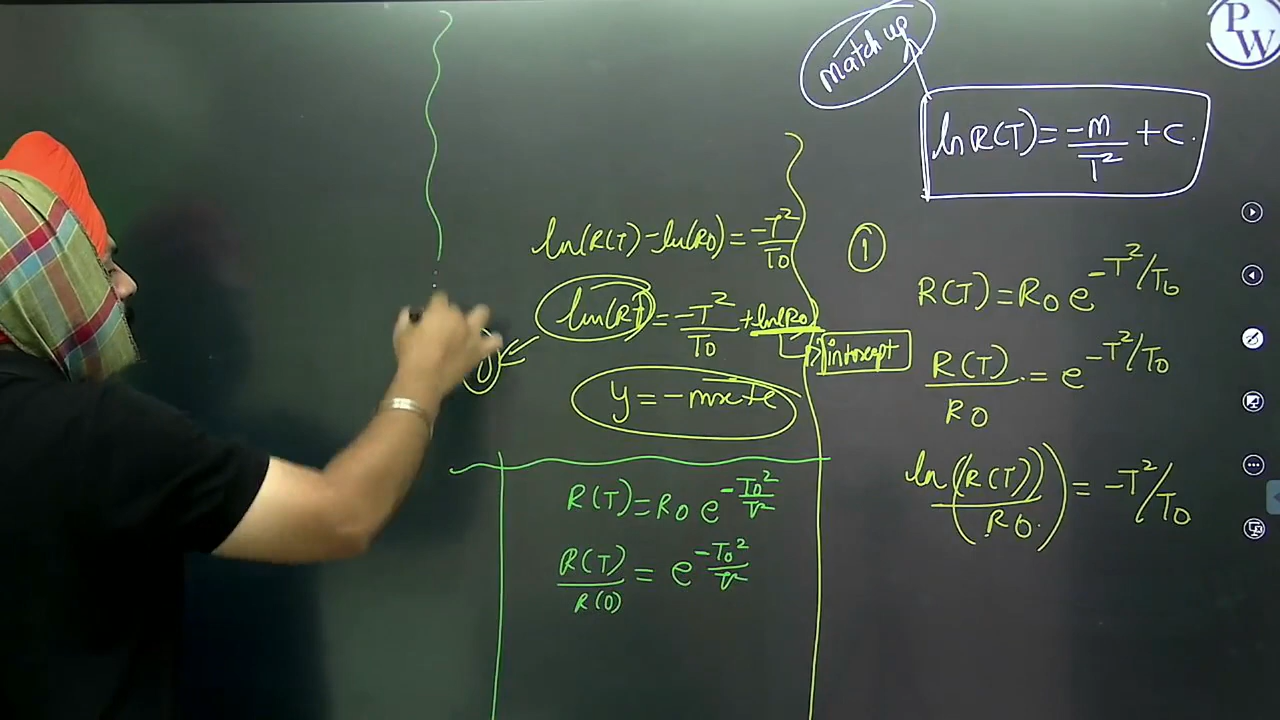 PW
match up
ln R(T) = -m/T² + C.
ln(R(T) - ln(R0) = -T²/T0
ln(RT) = -T²/T0 + ln(R0)
intercept
y = -mx + c
R(T) = R0 e^-T0²/T²
R(T)/R(0) = e^-T0²/T²
①
R(T) = R0 e^-T²/T0
R(T)/R0 = e^-T²/T0
ln(R(T)/R0) = -T²/T0